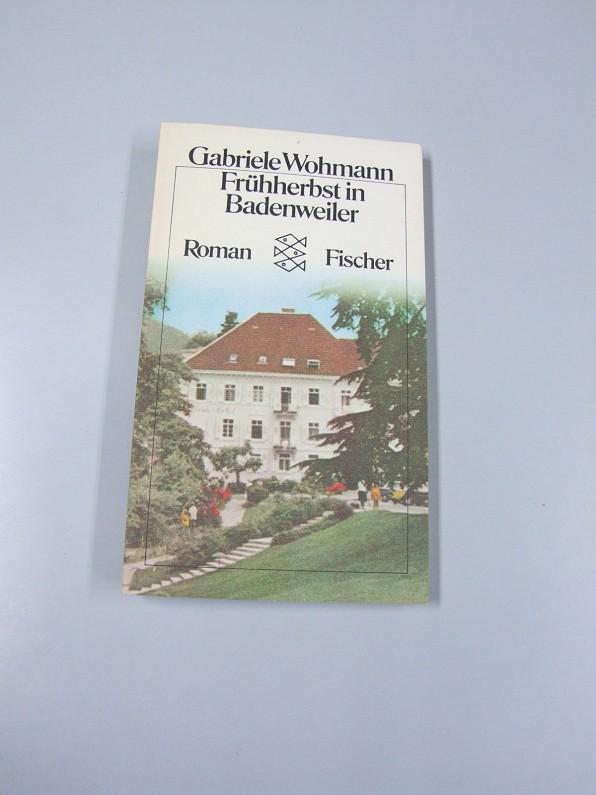 Gabriele Wohmann
Frühherbst in
Badenweiler
Roman
Fischer